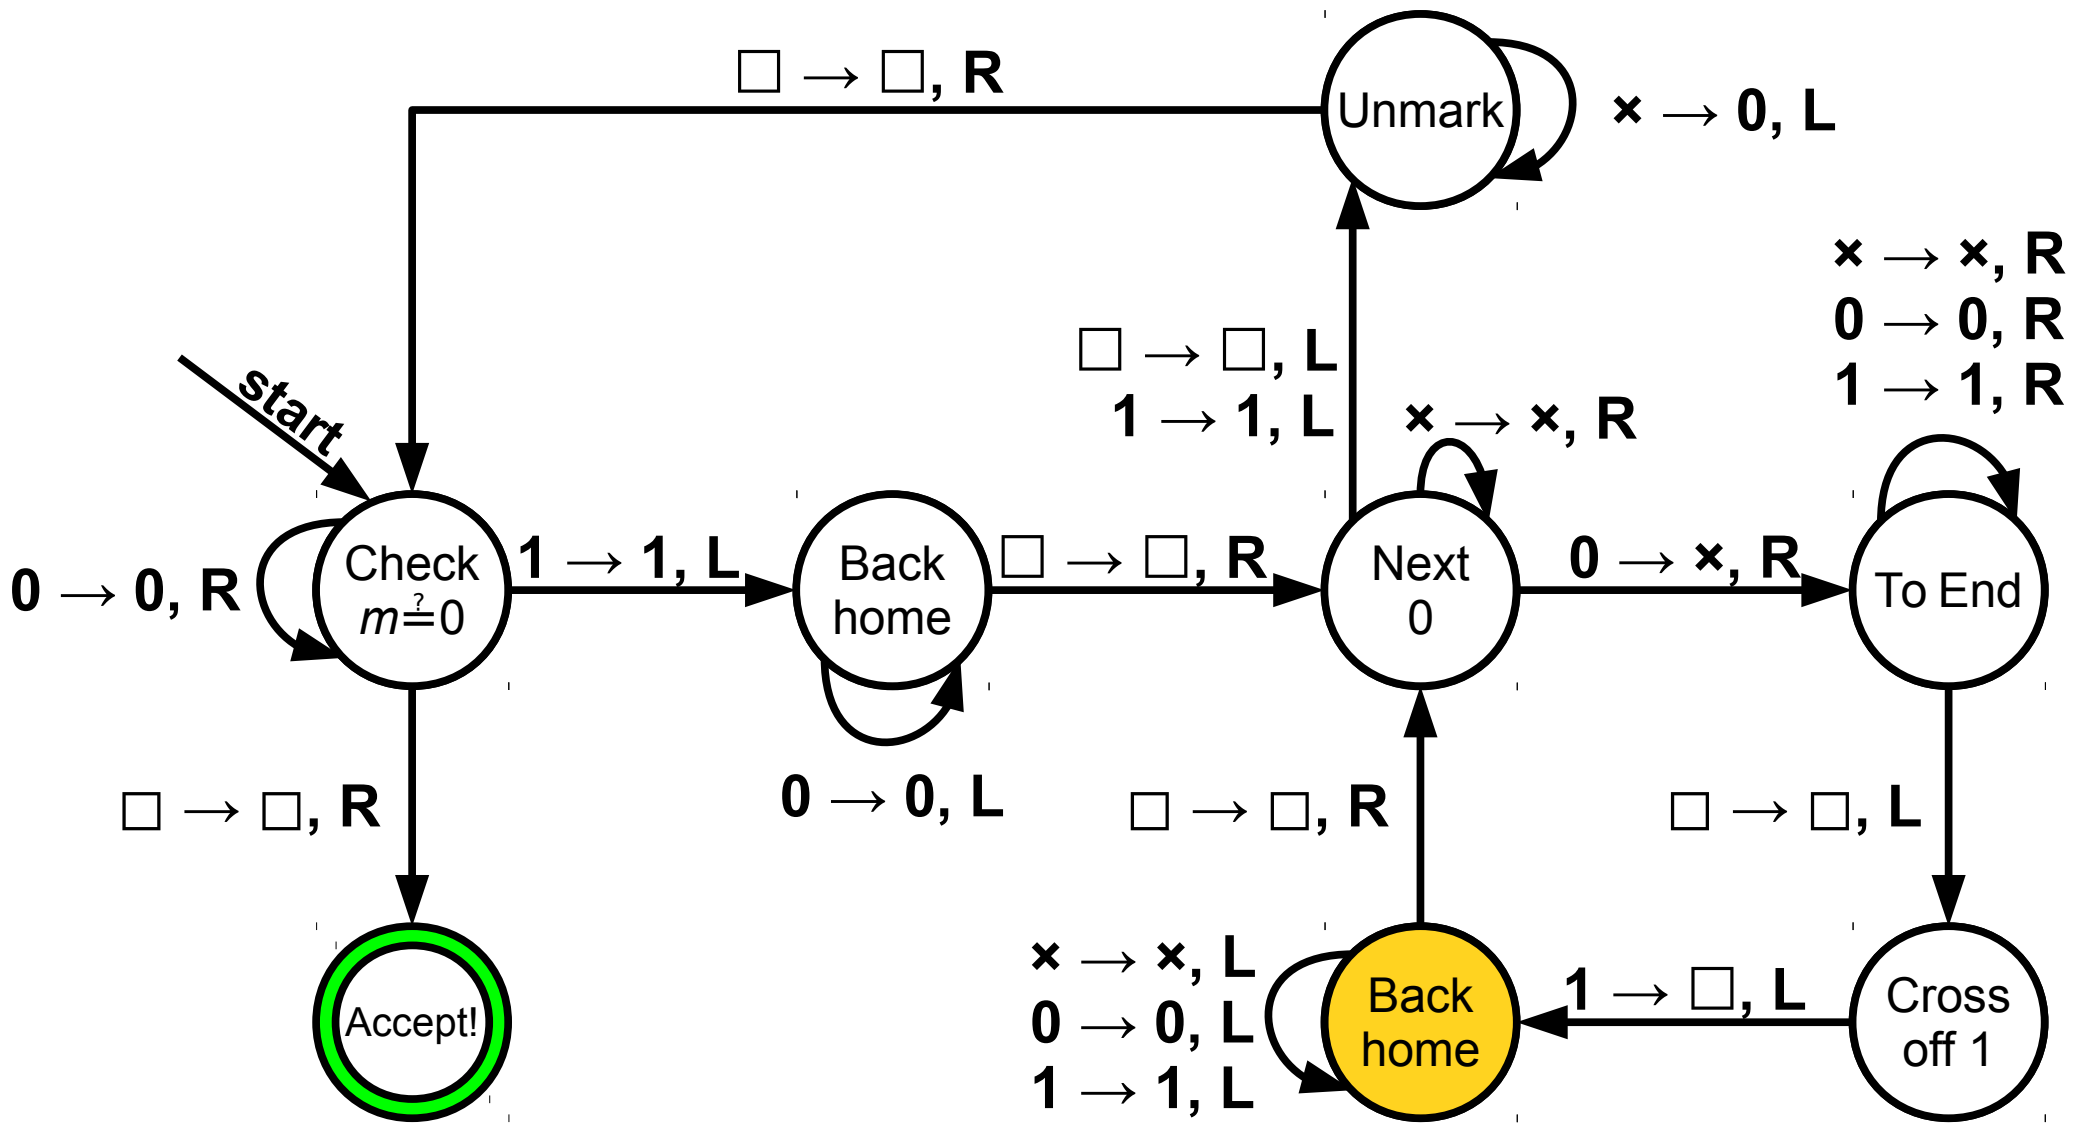 □ → □, R
Unmark
× → 0, L
× → ×, R
0 → 0, R
1 → 1, R
□ → □, L
1 → 1, L
× → ×, R
start
0 → 0, R
Check
m≟0
1 → 1, L
Back
home
□ → □, R
Next
0
0 → ×, R
To End
0 → 0, L
□ → □, R
□ → □, R
□ → □, L
Accept!
× → ×, L
0 → 0, L
1 → 1, L
Back
home
1 → □, L
Cross
off 1